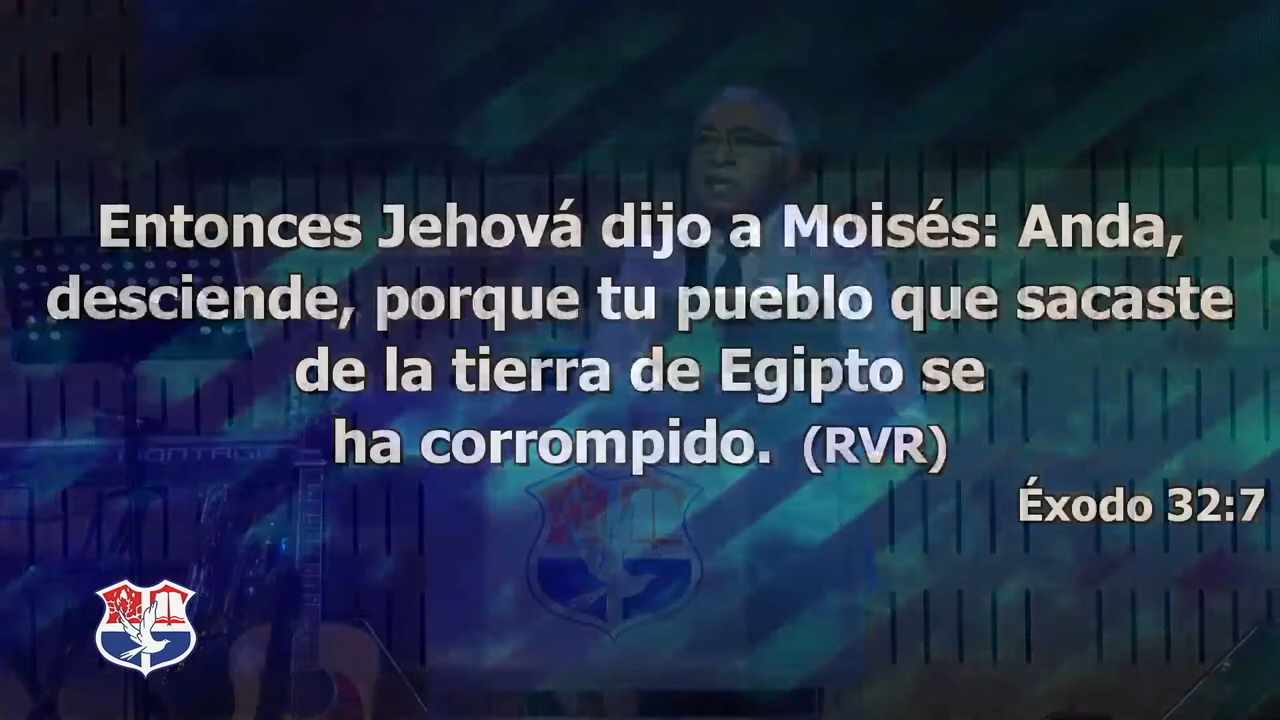 Entonces Jehová dijo a Moisés: Anda,
desciende, porque tu pueblo que sacaste
de la tierra de Egipto se
ha corrompido. (RVR)
Éxodo 32:7
MONTAGE